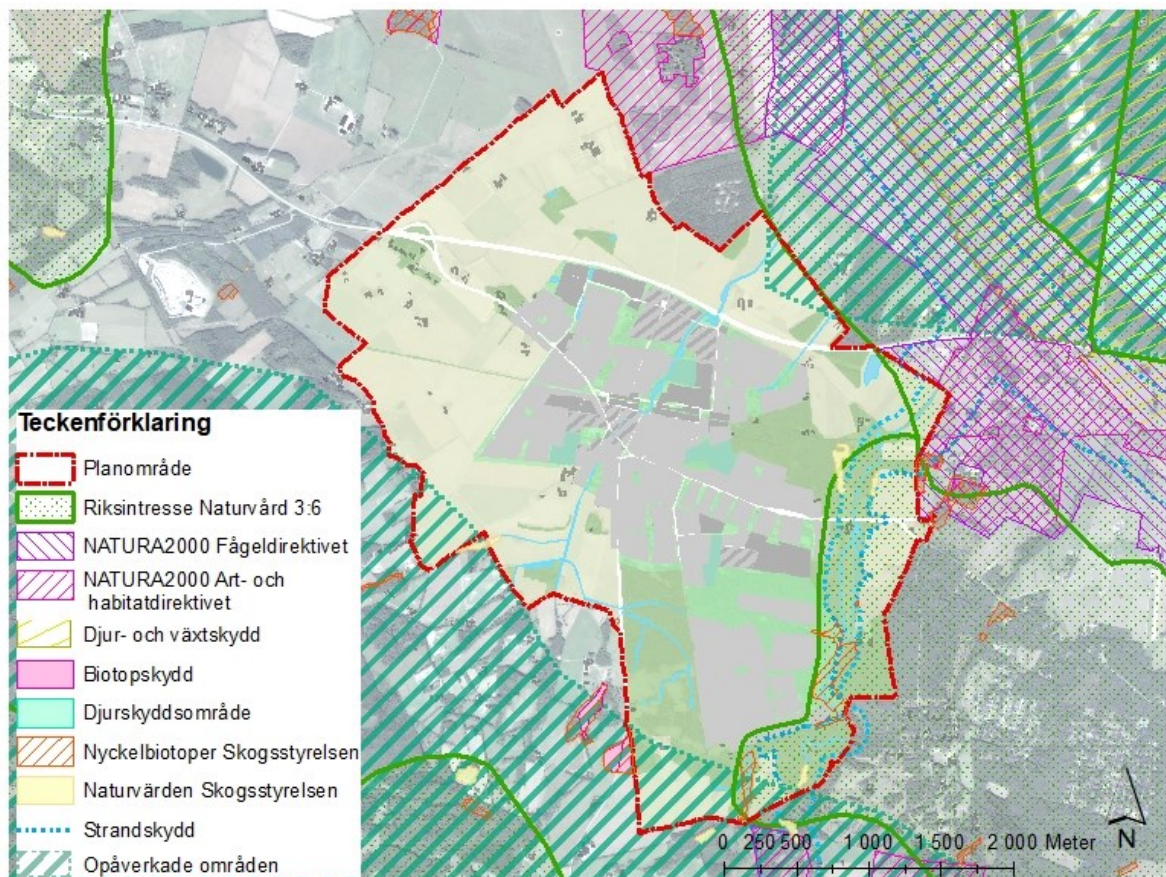 Teckenförklaring
Planområde
Riksintresse Naturvård 3:6
NATURA2000 Fågeldirektivet
NATURA2000 Art- och
habitatdirektivet
Djur- och växtskydd
Biotopskydd
Djurskyddsområde
Nyckelbiotoper Skogsstyrelsen
Naturvärden Skogsstyrelsen
Strandskydd
Opåverkade områden
0 250 500 1 000 1 500 2 000 Meter
N